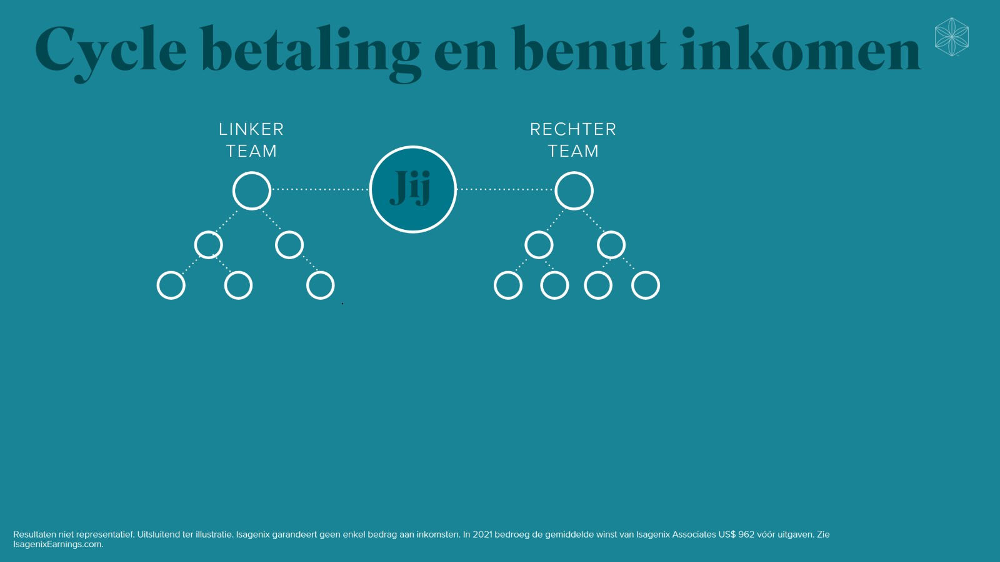 Cycle betaling en benut inkomen
LINKER
TEAM
RECHTER
TEAM
Jij
Resultaten niet representatief. Uitsluitend ter illustratie. Isagenix garandeert geen enkel bedrag aan inkomsten. In 2021 bedroeg de gemiddelde winst van Isagenix Associates US$ 962 vóór uitgaven. Zie
IsagenixEarnings.com.